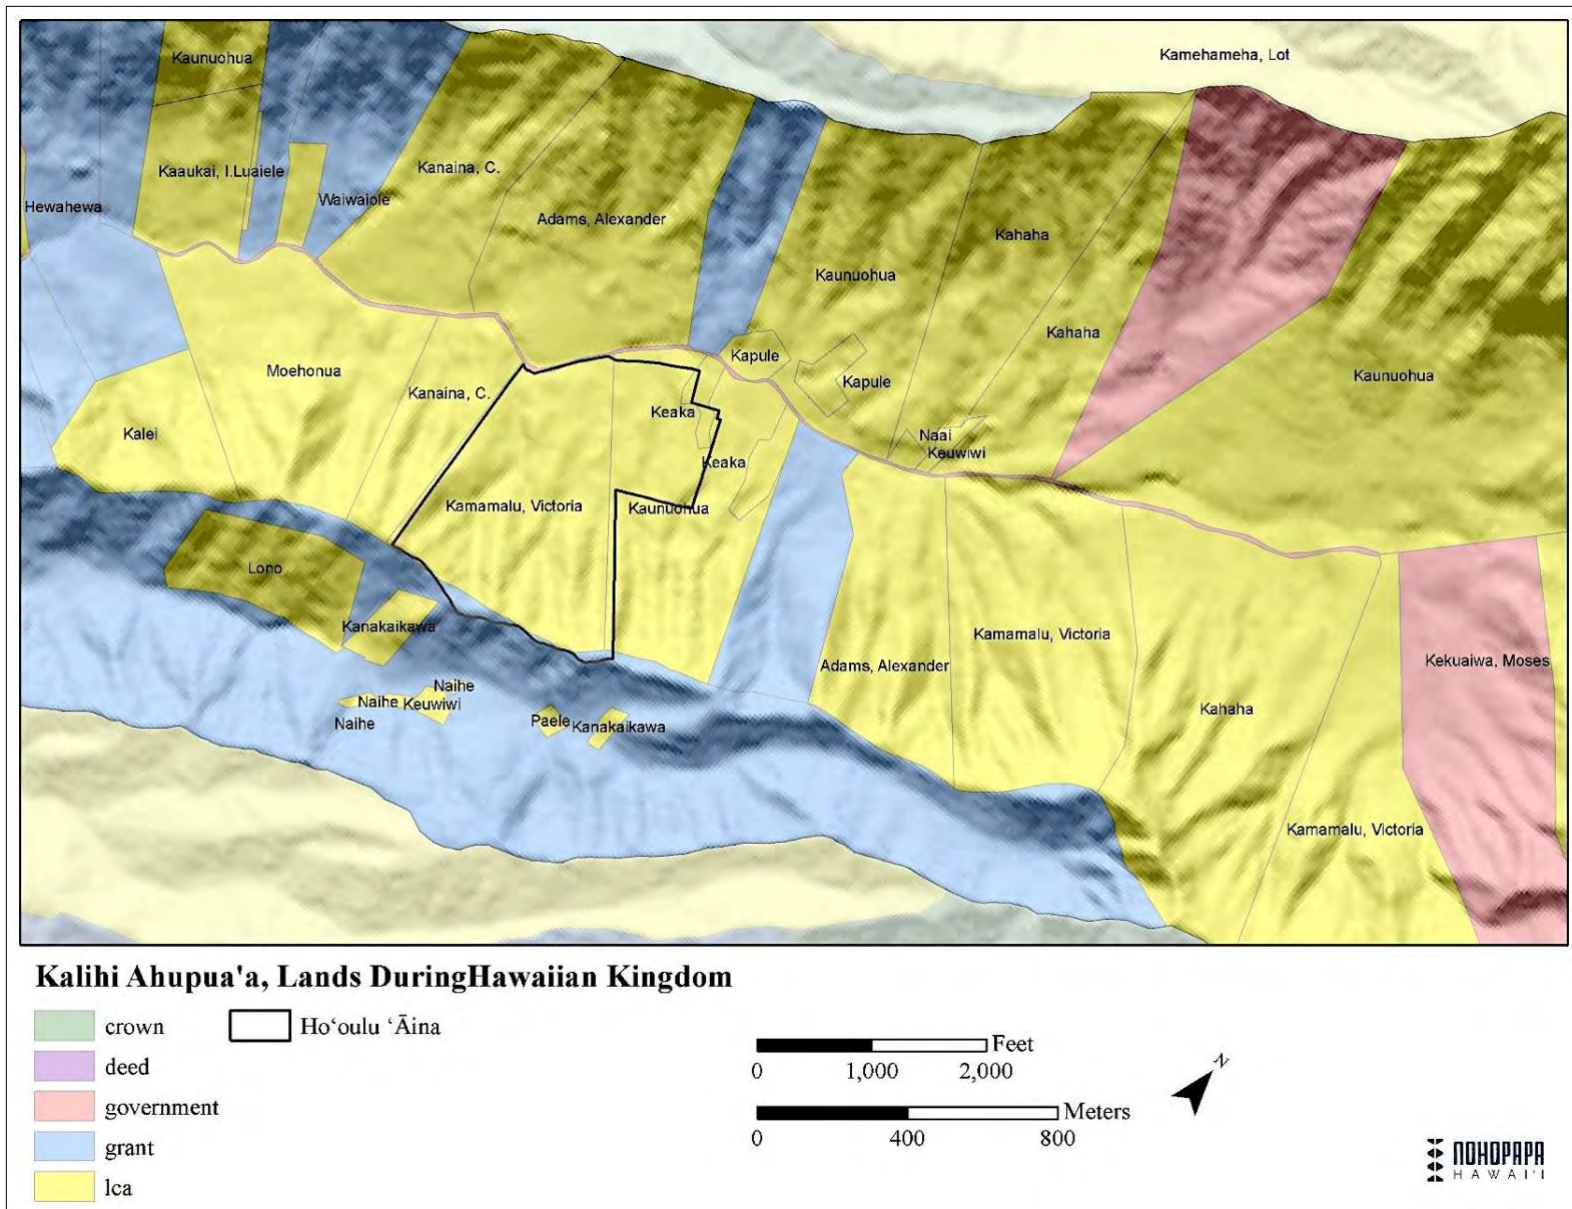 Kamehameha, Lot
Kaunuohua
Kaaukai, I.Luaiele
Kanaina, C.
Waiwaiole
Hewahewa
Adams, Alexander
Kahaha
Kaunuohua
Kahaha
Kapule
Kapule
Kaunuohua
Moehonua
Kanaina, C.
Keaka
Kalei
Naai
Keuwiwi
Keaka
Kamamalu, Victoria
Kaunuohua
Lono
Kanakaikawa
Kamamalu, Victoria
Adams, Alexander
Kekuaiwa, Moses
Naihe
Naihe
Keuwiwi
Naihe
Paele
Kanakaikawa
Kahaha
Kamamalu, Victoria
Kalihi Ahupua'a, Lands DuringHawaiian Kingdom
crown
deed
government
grant
lca
Hoʻoulu ʻĀina
Feet
0 1,000 2,000
Meters
0 400 800
N
NOHOPAPA
HAWAIʻI